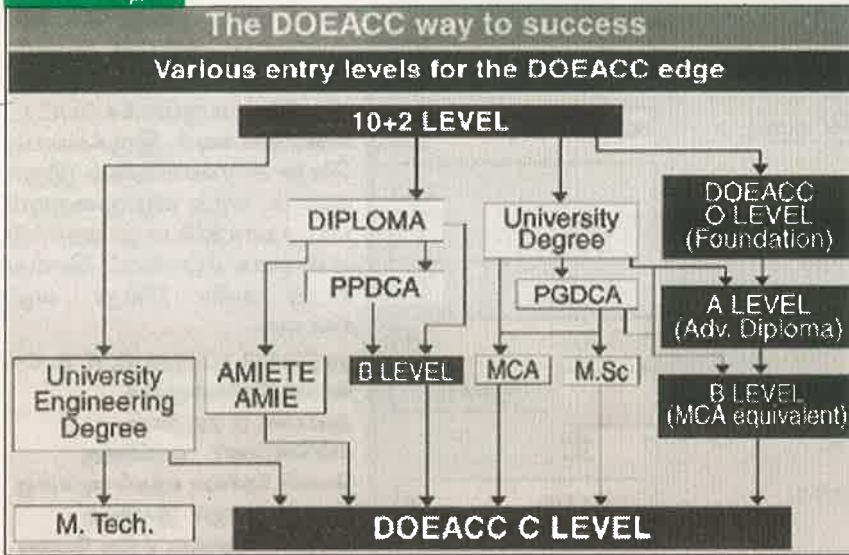 The DOEACC way to success
Various entry levels for the DOEACC edge
10+2 LEVEL
DIPLOMA
University
Degree
DOEACC
O LEVEL
(Foundation)
PPDCA
PGDCA
A LEVEL
(Adv. Diploma)
University
Engineering
Degree
AMIETE
AMIE
B LEVEL
MCA
M.Sc
B LEVEL
(MCA equivalent)
M. Tech.
DOEACC C LEVEL